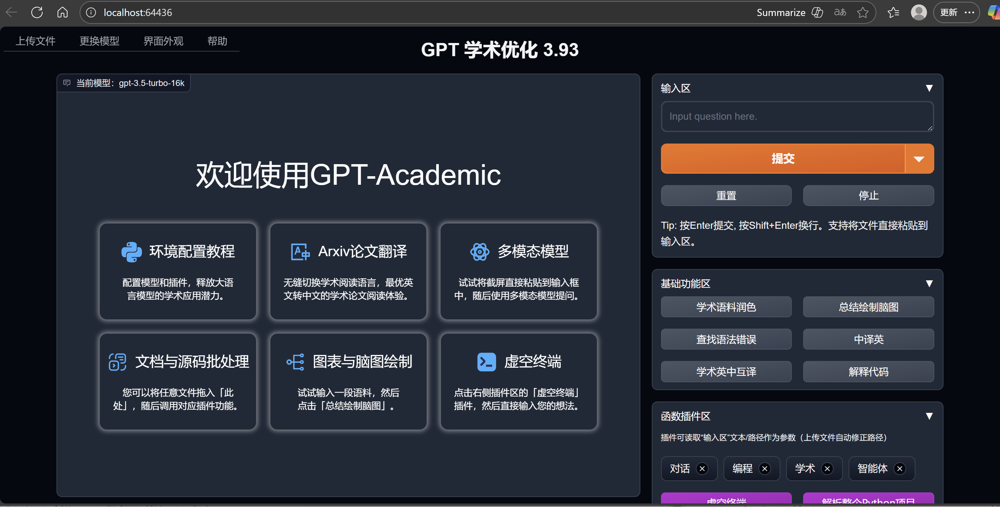 localhost:64436
Summarize
更新
上传文件
更换模型
界面外观
帮助
GPT 学术优化 3.93
当前模型：gpt-3.5-turbo-16k
欢迎使用GPT-Academic
环境配置教程
配置模型和插件，释放大语
言模型的学术应用潜力。
Arxiv论文翻译
无缝切换学术阅读语言，最优英
文转中文的学术论文阅读体验。
多模态模型
试试将截屏直接粘贴到输入框
中，随后使用多模态模型提问。
文档与源码批处理
您可以将任意文件拖入「此
处」，随后调用对应插件功能。
图表与脑图绘制
试试输入一段语料，然后
点击「总结绘制脑图」。
虚空终端
点击右侧插件区的「虚空终端」
插件，然后直接输入您的想法。
输入区
Input question here.
提交
重置
停止
Tip: 按Enter提交, 按Shift+Enter换行。支持将文件直接粘贴到
输入区。
基础功能区
学术语料润色
总结绘制脑图
查找语法错误
中译英
学术英中互译
解释代码
函数插件区
插件可读取“输入区”文本/路径作为参数（上传文件自动修正路径）
对话
编程
学术
智能体
虚空终端
解析整个Python项目